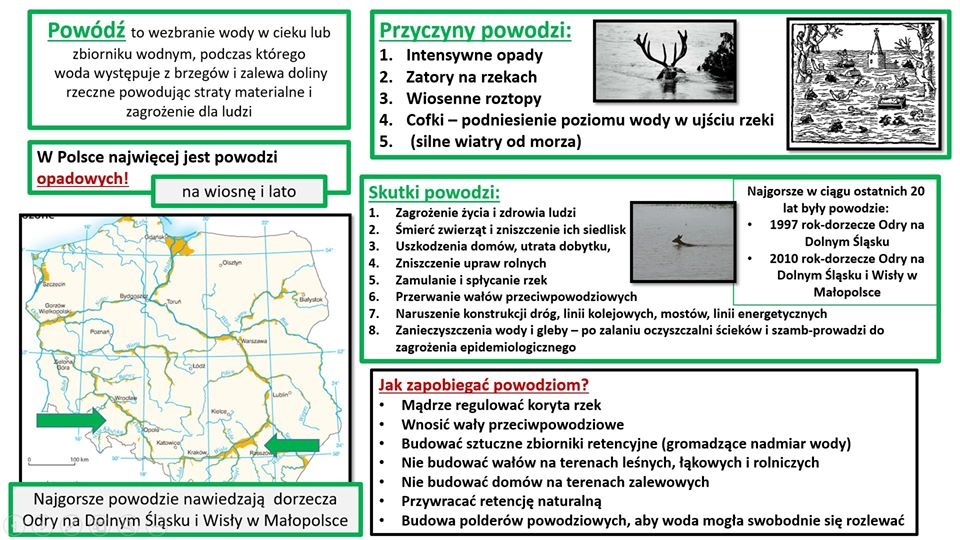 Powódź to wezbranie wody w cieku lub
zbiorniku wodnym, podczas którego
woda występuje z brzegów i zalewa doliny
rzeczne powodując straty materialne i
zagrożenie dla ludzi
W Polsce najwięcej jest powodzi
opadowych!
na wiosnę i lato
Gdańsk
Olsztyn
Szczecin
Bydgoszcz
Białystok
Gorzów
Wielkopolski
Toruń
Poznań
Warszawa
Zielona
Góra
Łódź
Wrocław
Lublin
Opole
Kielce
Katowice
Kraków
Rzeszów
0 100 km
Najgorsze powodzie nawiedzają dorzecza
Odry na Dolnym Śląsku i Wisły w Małopolsce
Przyczyny powodzi:
1. Intensywne opady
2. Zatory na rzekach
3. Wiosenne roztopy
4. Cofki – podniesienie poziomu wody w ujściu rzeki
5. (silne wiatry od morza)
Skutki powodzi:
1. Zagrożenie życia i zdrowia ludzi
2. Śmierć zwierząt i zniszczenie ich siedlisk
3. Uszkodzenia domów, utrata dobytku,
4. Zniszczenie upraw rolnych
5. Zamulanie i spłycanie rzek
6. Przerwanie wałów przeciwpowodziowych
7. Naruszenie konstrukcji dróg, linii kolejowych, mostów, linii energetycznych
8. Zanieczyszczenia wody i gleby – po zalaniu oczyszczalni ścieków i szamb-prowadzi do
zagrożenia epidemiologicznego
Najgorsze w ciągu ostatnich 20
lat były powodzie:
• 1997 rok-dorzecze Odry na
Dolnym Śląsku
• 2010 rok-dorzecze Odry na
Dolnym Śląsku i Wisły w
Małopolsce
Jak zapobiegać powodziom?
• Mądrze regulować koryta rzek
• Wnosić wały przeciwpowodziowe
• Budować sztuczne zbiorniki retencyjne (gromadzące nadmiar wody)
• Nie budować wałów na terenach leśnych, łąkowych i rolniczych
• Nie budować domów na terenach zalewowych
• Przywracać retencję naturalną
• Budowa polderów powodziowych, aby woda mogła swobodnie się rozlewać